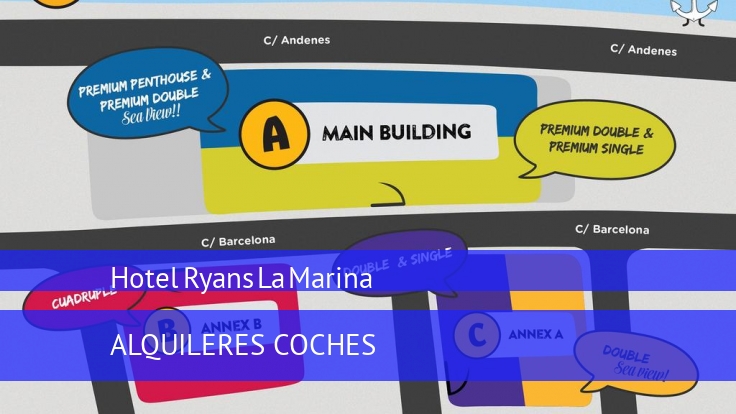 C/ Andenes
C/ Andenes
PREMIUM PENTHOUSE &
PREMIUM DOUBLE
Sea View!!
A
MAIN BUILDING
PREMIUM DOUBLE &
PREMIUM SINGLE
C/ Barcelona
C/ Barcelona
DOUBLE & SINGLE
Hotel Ryans La Marina
CUADRUPLE
B
ANNEX B
C
ANNEX A
ALQUILERES COCHES
DOUBLE
Sea view!